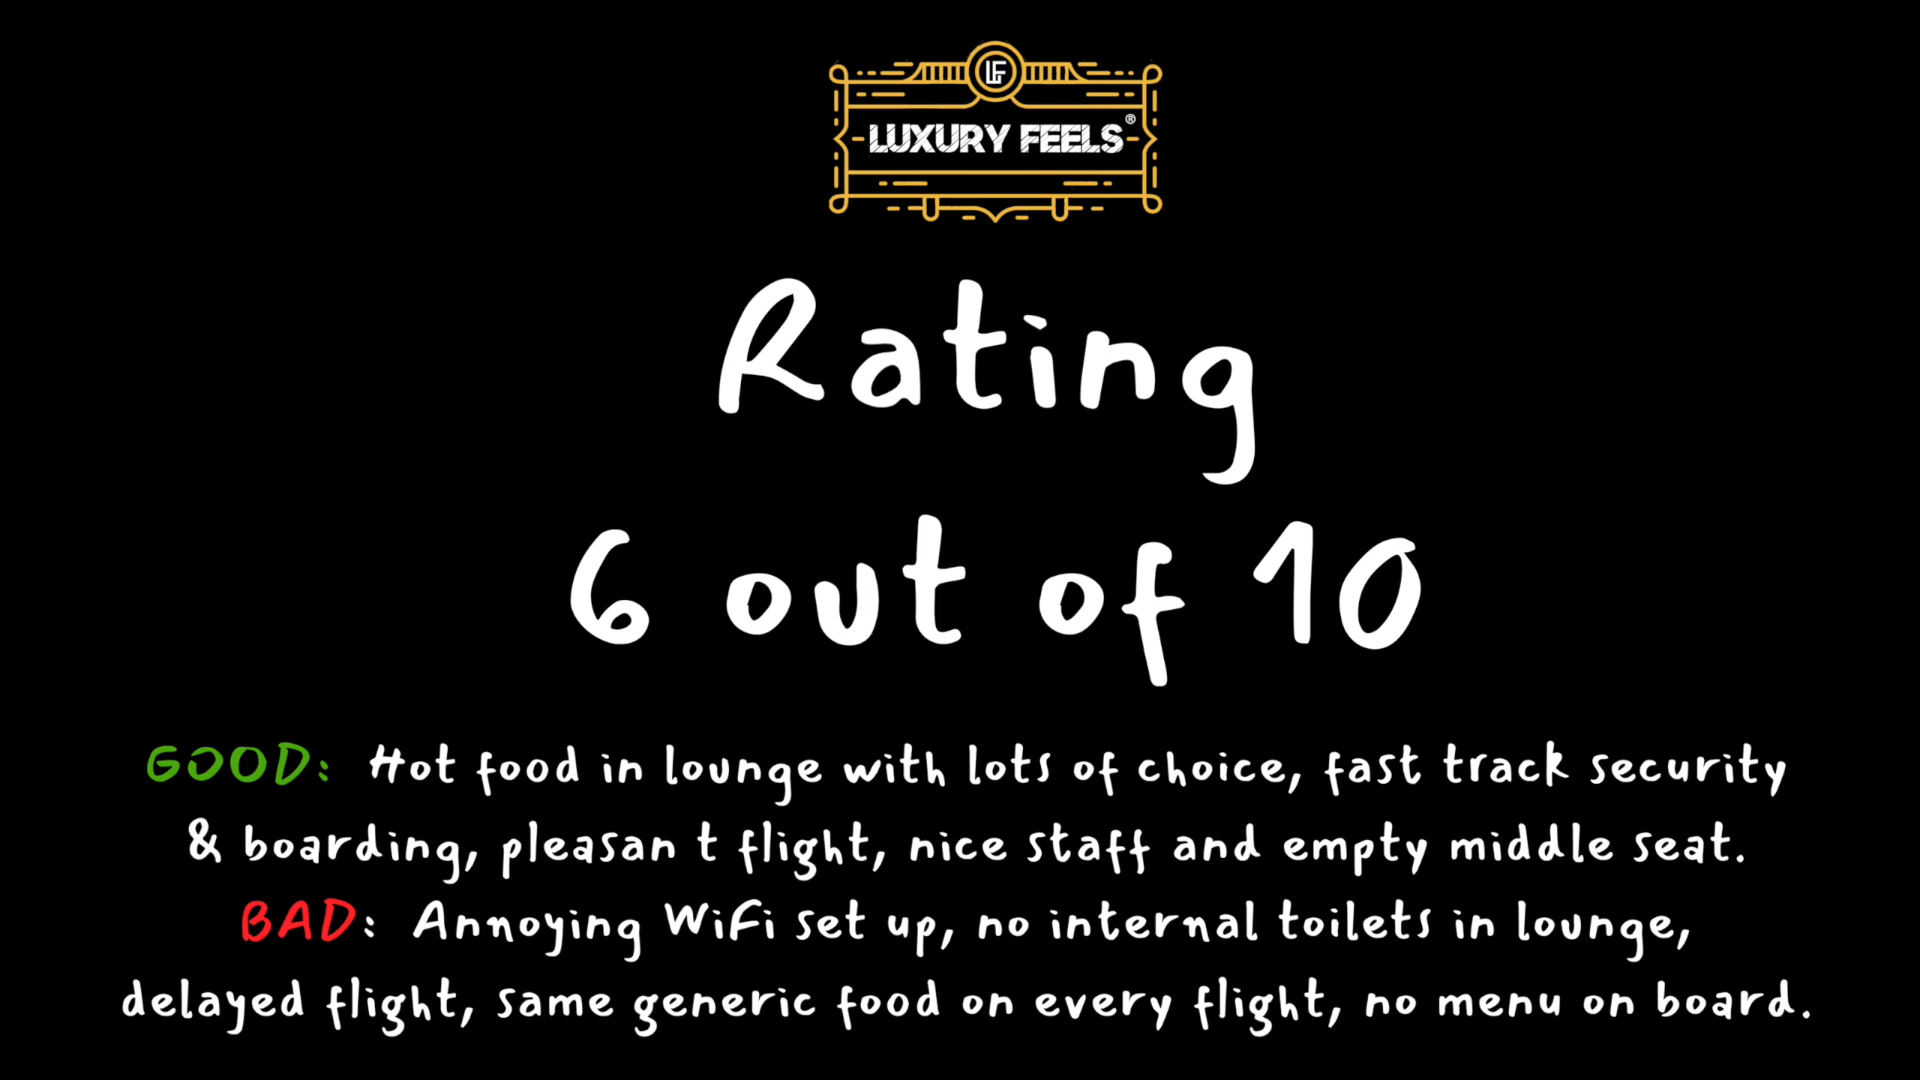 LF
LUXURY FEELS®
Rating
6 out of 10
GOOD: Hot food in lounge with lots of choice, fast track security
& boarding, pleasan t flight, nice staff and empty middle seat.
BAD: Annoying WiFi set up, no internal toilets in lounge,
delayed flight, same generic food on every flight, no menu on board.